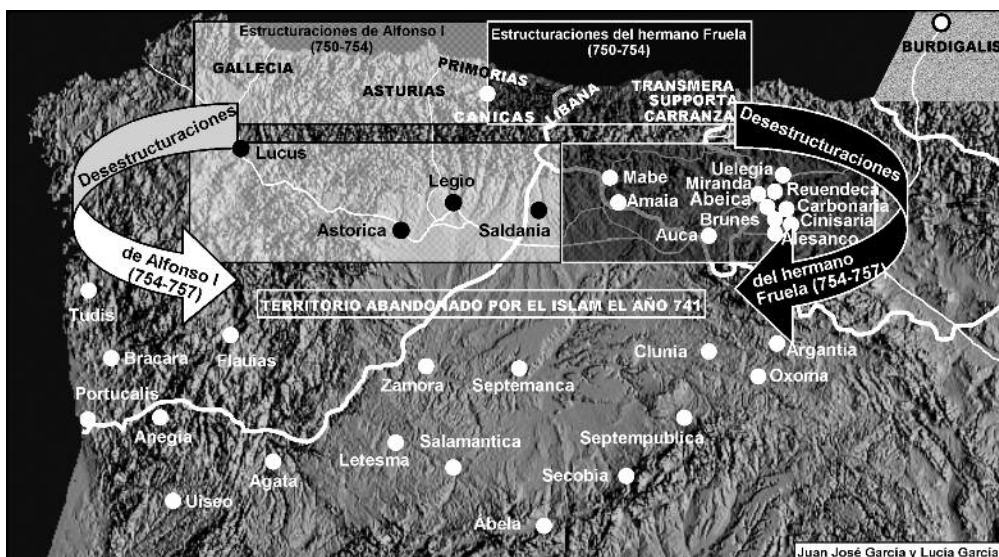 Estructuraciones de Alfonso I
(750-754)
Estructuraciones del hermano Fruela
(750-754)
BURDIGALIS
GALLECIA
ASTURIAS
PRIMORIAS
CANICAS
LIBANA
TRANSMERA
SUPPORTA
CARRANZA
Desestructuraciones
Desestructuraciones
Lucus
Legio
Astorica
Saldania
Mabe
Amaia
Auca
Uelegia
Miranda
Reuendeca
Abeica
Carbonaria
Brunes
Cinisaria
Alesanco
de Alfonso I
(754-757)
del hermano
Fruela (754-757)
TERRITORIO ABANDONADO POR EL ISLAM EL AÑO 741
Tudis
Bracara
Flauias
Portucalis
Anegia
Zamora
Septemanca
Clunia
Argantia
Oxoma
Letesma
Salamantica
Septempublica
Agata
Secobia
Uiseo
Abela
Juan José García y Lucía García